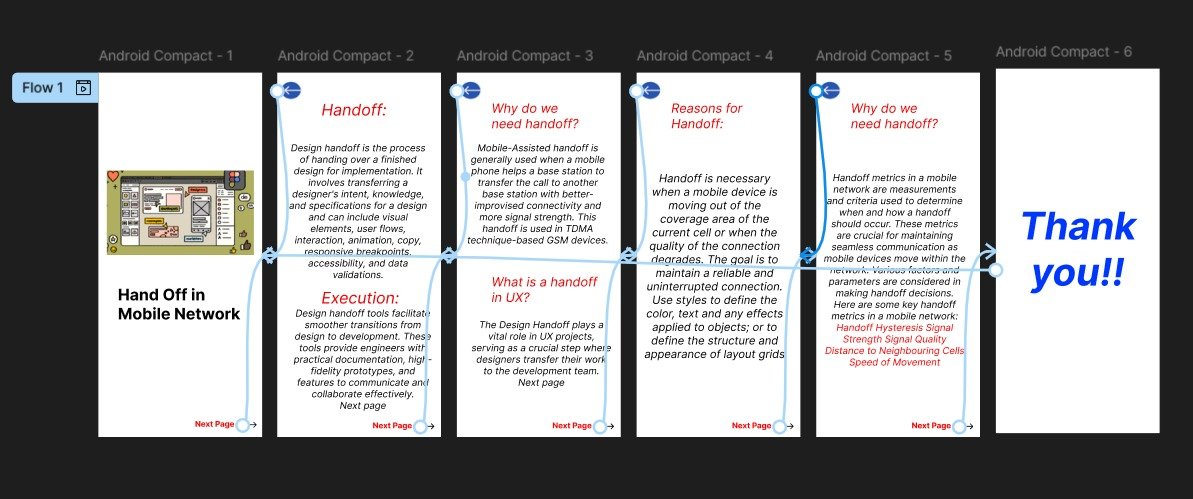 Android Compact - 1
Android Compact - 2
Android Compact - 3
Android Compact - 4
Android Compact - 5
Android Compact - 6
Flow 1
Hand Off in
Mobile Network
Next Page
Handoff:
Design handoff is the process
of handing over a finished
design for implementation. It
involves transferring a
designer's intent, knowledge,
and specifications for a design
and can include visual
elements, user flows,
interaction, animation, copy,
responsive breakpoints,
accessibility, and data
validations.
Execution:
Design handoff tools facilitate
smoother transitions from
design to development. These
tools provide engineers with
practical documentation, high-
fidelity prototypes, and
features to communicate and
collaborate effectively.
Next page
Next Page
Why do we
need handoff?
Mobile-Assisted handoff is
generally used when a mobile
phone helps a base station to
transfer the call to another
base station with better-
improvised connectivity and
more signal strength. This
handoff is used in TDMA
technique-based GSM devices.
What is a handoff
in UX?
The Design Handoff plays a
vital role in UX projects,
serving as a crucial step where
designers transfer their work
to the development team.
Next page
Next Page
Reasons for
Handoff:
Handoff is necessary
when a mobile device is
moving out of the
coverage area of the
current cell or when the
quality of the connection
degrades. The goal is to
maintain a reliable and
uninterrupted connection.
Use styles to define the
color, text and any effects
applied to objects; or to
define the structure and
appearance of layout grids
Next Page
Why do we
need handoff?
Handoff metrics in a mobile
network are measurements
and criteria used to determine
when and how a handoff
should occur. These metrics
are crucial for maintaining
seamless communication as
mobile devices move within the
network. Various factors and
parameters are considered in
making handoff decisions.
Here are some key handoff
metrics in a mobile network:
Handoff Hysteresis Signal
Strength Signal Quality
Distance to Neighbouring Cells
Speed of Movement
Next Page
Thank
you!!